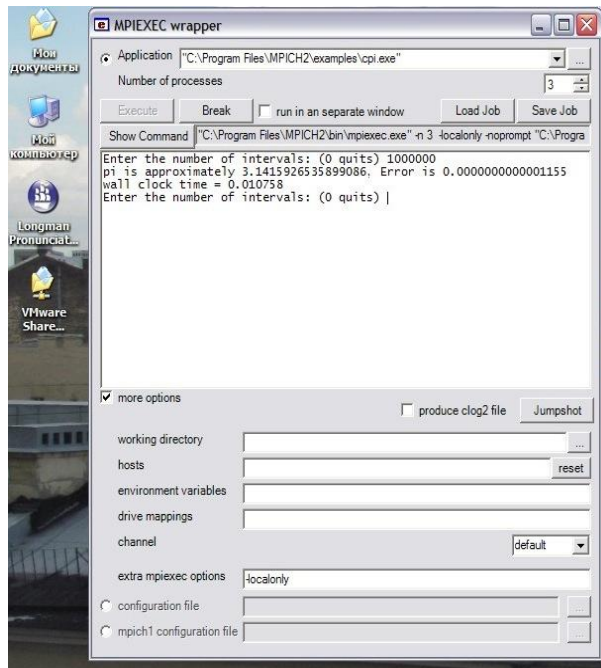 Мои
документы
Мой
компьютер
Longman
Pronunciat...
VMware
Share...
MPIEXEC wrapper
Application "C:\Program Files\MPICH2\examples\cpi.exe" ...
Number of processes 3
Execute Break run in an separate window Load Job Save Job
Show Command "C:\Program Files\MPICH2\bin\mpiexec.exe" -n 3 -localonly -noprompt "C:\Progra
Enter the number of intervals: (0 quits) 1000000
pi is approximately 3.1415926535899086, Error is 0.0000000000001155
wall clock time = 0.010758
Enter the number of intervals: (0 quits)
more options
produce clog2 file Jumpshot
working directory ...
hosts reset
environment variables
drive mappings
channel default
extra mpiexec options -localonly
configuration file ...
mpich1 configuration file ...